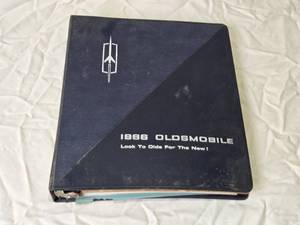 1966 OLDSMOBILE
Look To Olds For The New!